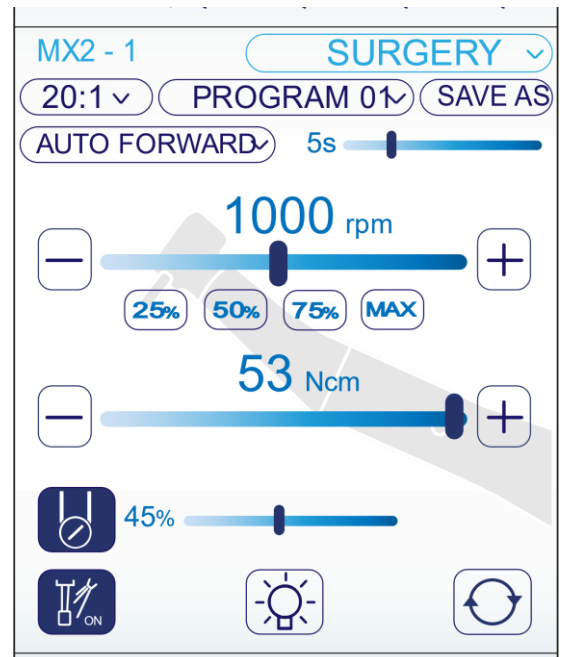 MX2 - 1 SURGERY
20:1 PROGRAM 01 SAVE AS
AUTO FORWARD 5s
1000 rpm
25% 50% 75% MAX
53 Ncm
45%
ON